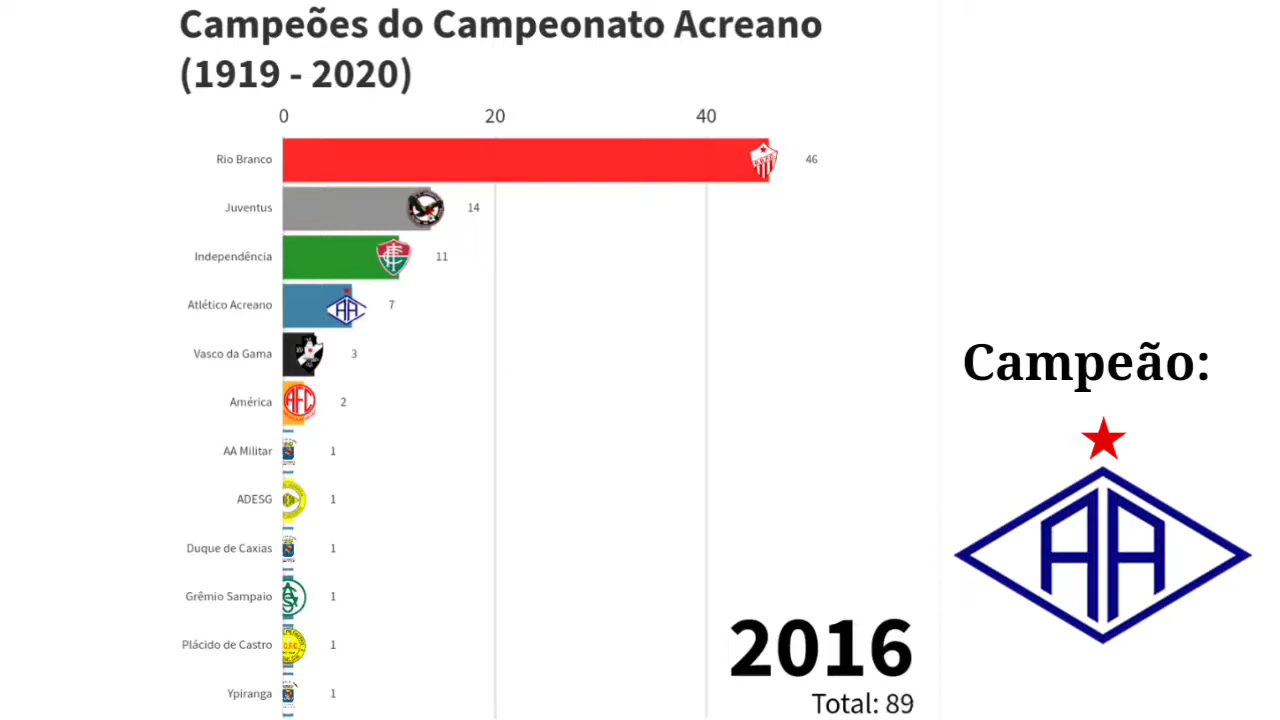 Campeões do Campeonato Acreano
(1919 - 2020)
0 20 40
Rio Branco 46
Juventus 14
Independência 11
Atlético Acreano 7
Vasco da Gama 3
América AFC 2
AA Militar 1
ADESG 1
Duque de Caxias 1
Grêmio Sampaio 1
Plácido de Castro 1
Ypiranga 1
Campeão:
AA
2016
Total: 89